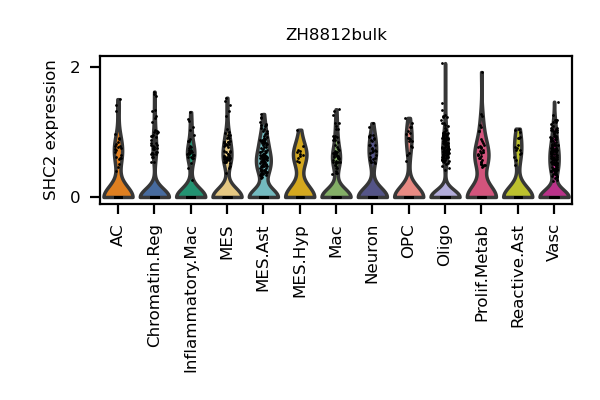 ZH8812bulk
SHC2 expression
2
0
AC
Chromatin.Reg
Inflammatory.Mac
MES
MES.Ast
MES.Hyp
Mac
Neuron
OPC
Oligo
Prolif.Metab
Reactive.Ast
Vasc